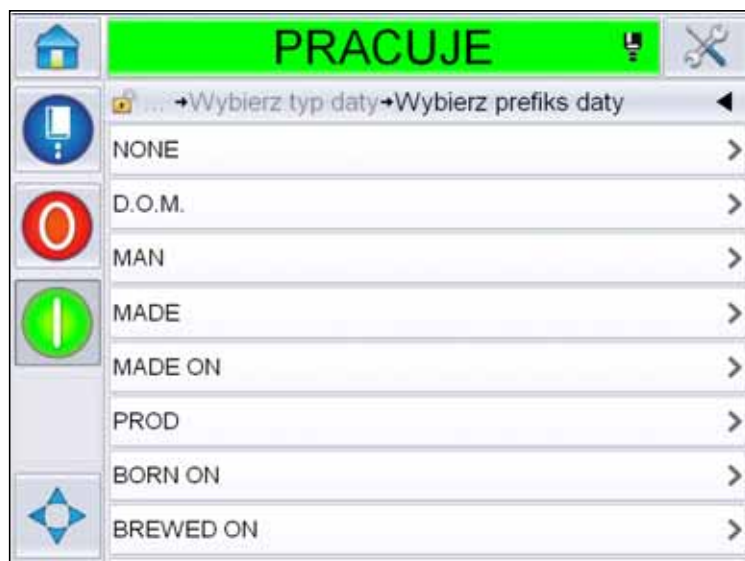 PRACUJE
... →Wybierz typ daty→Wybierz prefiks daty
NONE
D.O.M.
MAN
MADE
MADE ON
PROD
BORN ON
BREWED ON